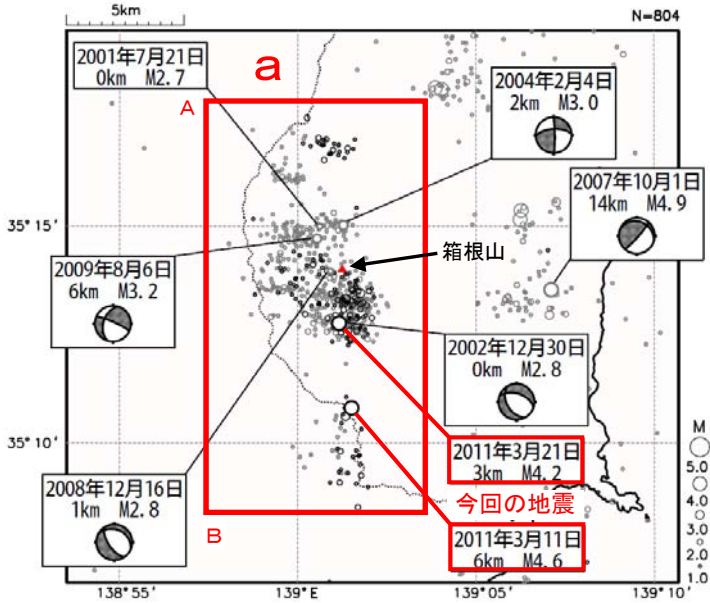 5km
N=804
2001年7月21日
0km M2.7
a
A
2004年2月4日
2km M3.0
2007年10月1日
14km M4.9
35°15'
箱根山
2009年8月6日
6km M3.2
2002年12月30日
0km M2.8
35°10'
2011年3月21日
3km M4.2
今回の地震
2008年12月16日
1km M2.8
B
2011年3月11日
6km M4.6
M
5.0
4.0
3.0
2.0
1.0
138°55'
139°E
139°05'
139°10'